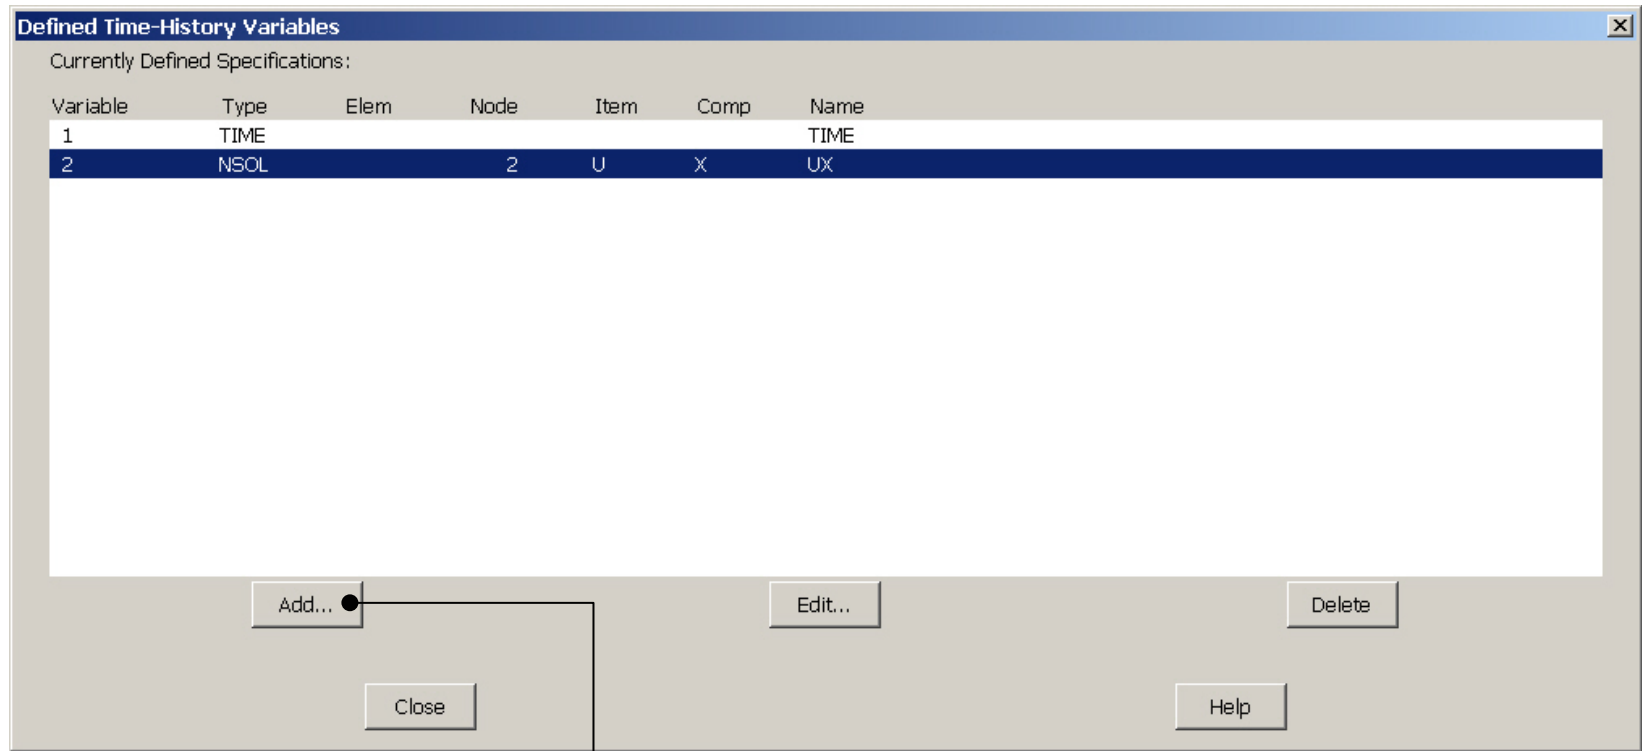 Defined Time-History Variables
Currently Defined Specifications:
Variable Type Elem Node Item Comp Name
1 TIME TIME
2 NSOL 2 U X UX
Add... Edit... Delete
Close Help